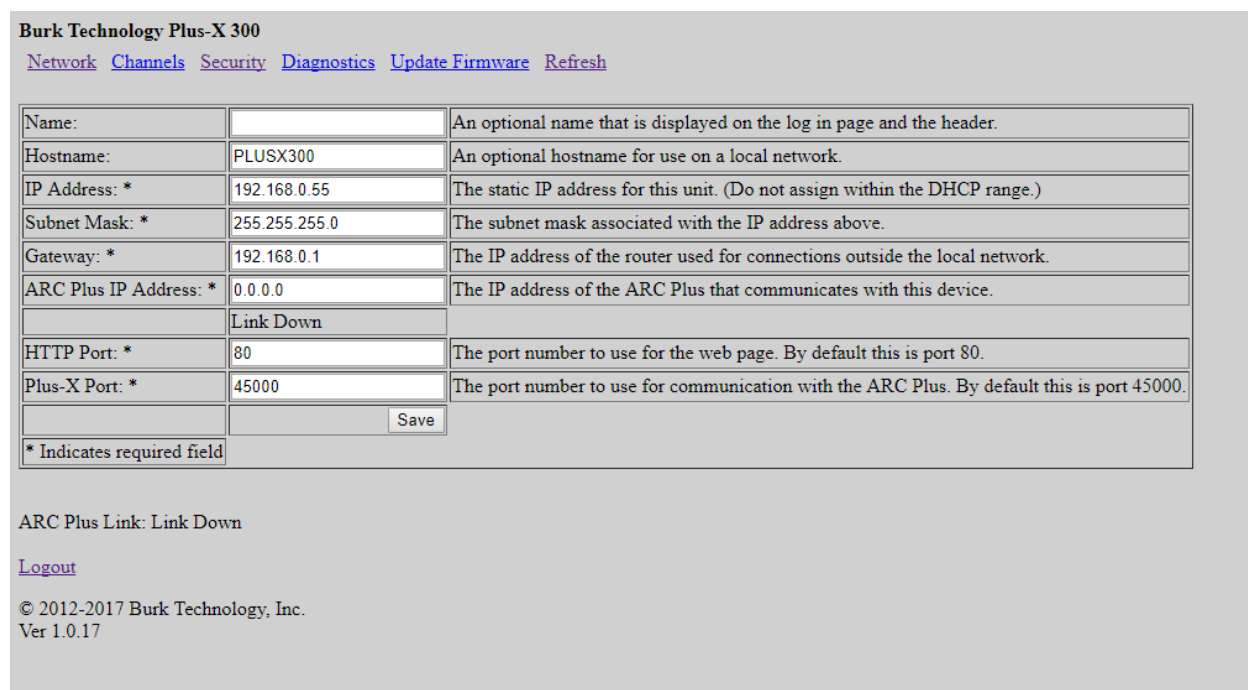 Burk Technology Plus-X 300
Network Channels Security Diagnostics Update Firmware Refresh
Name: An optional name that is displayed on the log in page and the header.
Hostname: PLUSX300 An optional hostname for use on a local network.
IP Address: * 192.168.0.55 The static IP address for this unit. (Do not assign within the DHCP range.)
Subnet Mask: * 255.255.255.0 The subnet mask associated with the IP address above.
Gateway: * 192.168.0.1 The IP address of the router used for connections outside the local network.
ARC Plus IP Address: * 0.0.0.0 The IP address of the ARC Plus that communicates with this device.
Link Down
HTTP Port: * 80 The port number to use for the web page. By default this is port 80.
Plus-X Port: * 45000 The port number to use for communication with the ARC Plus. By default this is port 45000.
Save
* Indicates required field
ARC Plus Link: Link Down
Logout
© 2012-2017 Burk Technology, Inc.
Ver 1.0.17